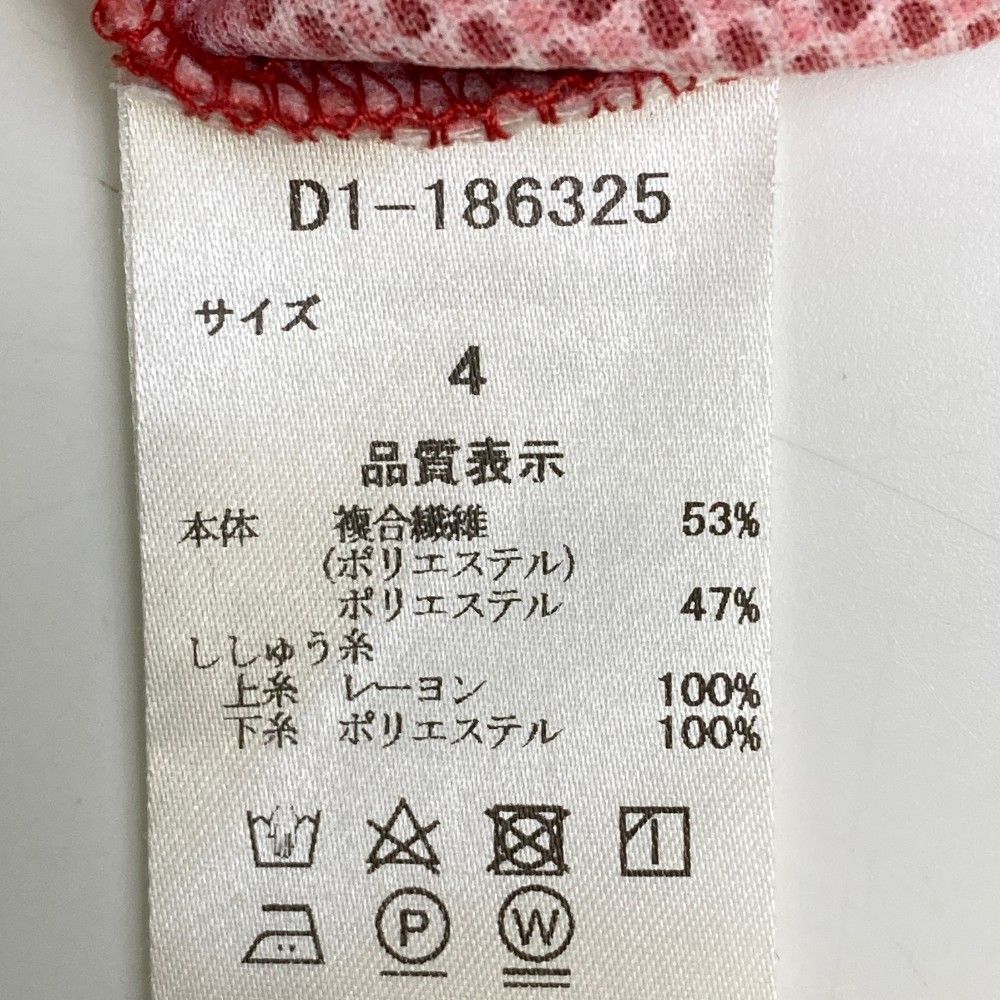 D1-186325
サイズ
4
品質表示
本体 複合繊維 53%
(ポリエステル)
ポリエステル 47%
ししゅう糸
上糸 レーヨン 100%
下糸 ポリエステル 100%
P W